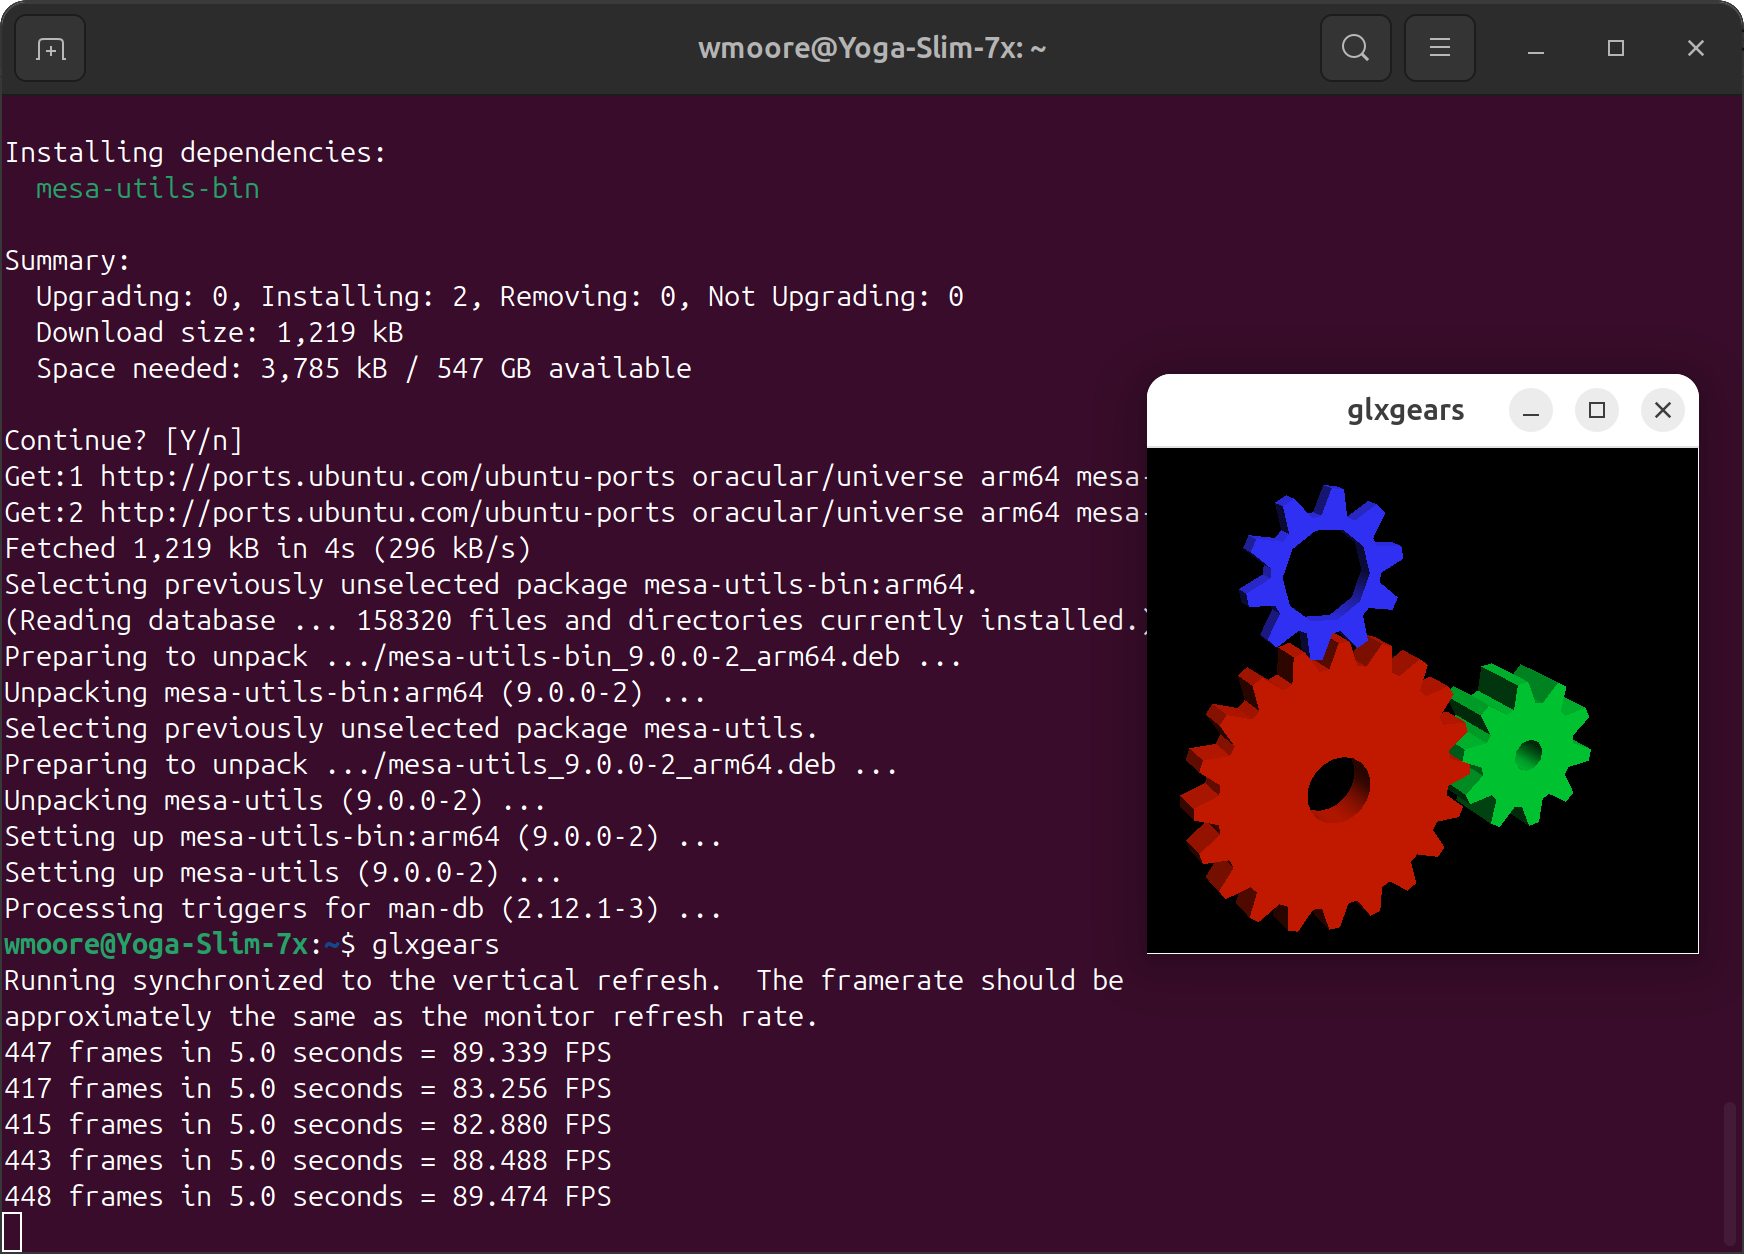 wmoore@Yoga-Slim-7x: ~
Installing dependencies:
mesa-utils-bin
Summary:
Upgrading: 0, Installing: 2, Removing: 0, Not Upgrading: 0
Download size: 1,219 kB
Space needed: 3,785 kB / 547 GB available
Continue? [Y/n]
Get:1 http://ports.ubuntu.com/ubuntu-ports oracular/universe arm64 mesa-
Get:2 http://ports.ubuntu.com/ubuntu-ports oracular/universe arm64 mesa-
Fetched 1,219 kB in 4s (296 kB/s)
Selecting previously unselected package mesa-utils-bin:arm64.
(Reading database ... 158320 files and directories currently installed.)
Preparing to unpack .../mesa-utils-bin_9.0.0-2_arm64.deb ...
Unpacking mesa-utils-bin:arm64 (9.0.0-2) ...
Selecting previously unselected package mesa-utils.
Preparing to unpack .../mesa-utils_9.0.0-2_arm64.deb ...
Unpacking mesa-utils (9.0.0-2) ...
Setting up mesa-utils-bin:arm64 (9.0.0-2) ...
Setting up mesa-utils (9.0.0-2) ...
Processing triggers for man-db (2.12.1-3) ...
wmoore@Yoga-Slim-7x:~$ glxgears
Running synchronized to the vertical refresh.  The framerate should be
approximately the same as the monitor refresh rate.
447 frames in 5.0 seconds = 89.339 FPS
417 frames in 5.0 seconds = 83.256 FPS
415 frames in 5.0 seconds = 82.880 FPS
443 frames in 5.0 seconds = 88.488 FPS
448 frames in 5.0 seconds = 89.474 FPS
glxgears